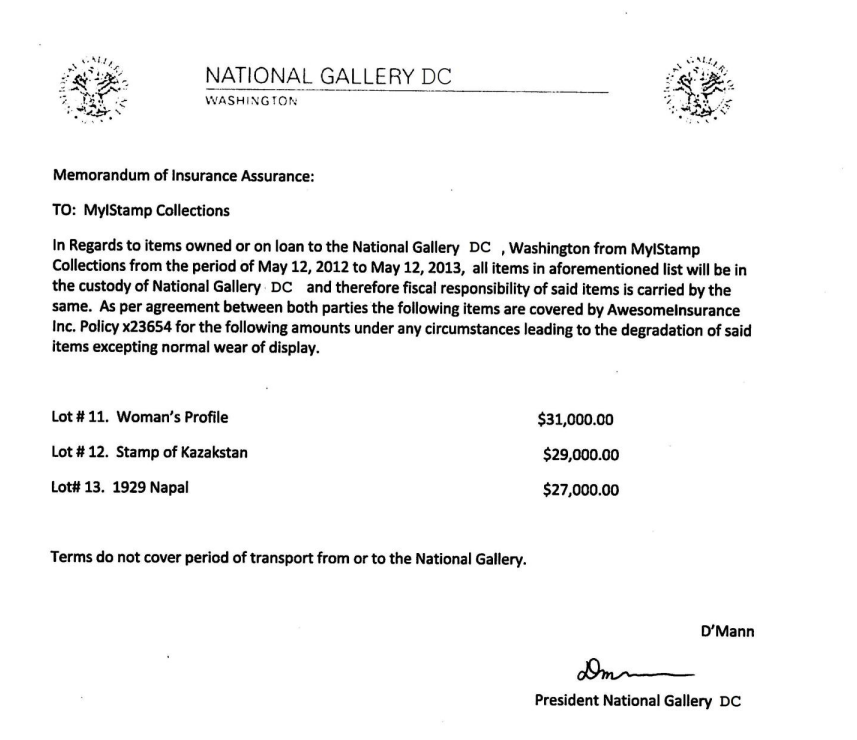 NATIONAL GALLERY DC
WASHINGTON
Memorandum of Insurance Assurance:
TO: MyIStamp Collections
In Regards to items owned or on loan to the National Gallery DC , Washington from MyIStamp
Collections from the period of May 12, 2012 to May 12, 2013, all items in aforementioned list will be in
the custody of National Gallery DC and therefore fiscal responsibility of said items is carried by the
same. As per agreement between both parties the following items are covered by AwesomeInsurance
Inc. Policy x23654 for the following amounts under any circumstances leading to the degradation of said
items excepting normal wear of display.
Lot # 11. Woman's Profile $31,000.00
Lot # 12. Stamp of Kazakstan $29,000.00
Lot# 13. 1929 Napal $27,000.00
Terms do not cover period of transport from or to the National Gallery.
D'Mann
President National Gallery DC